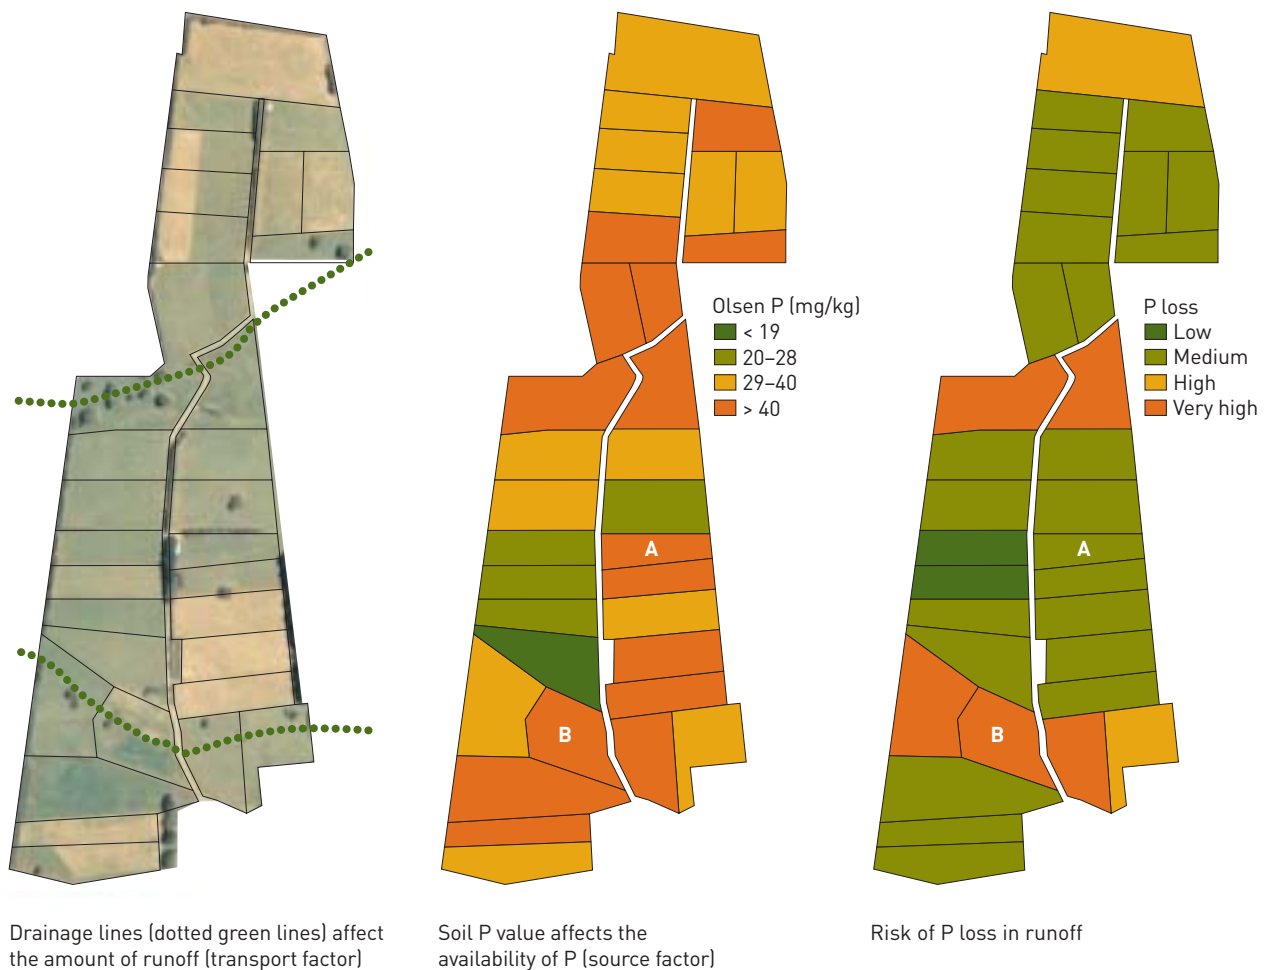 Olsen P (mg/kg)
< 19
20–28
29–40
> 40
P loss
Low
Medium
High
Very high
A
B
A
B
Drainage lines (dotted green lines) affect
the amount of runoff (transport factor)
Soil P value affects the
availability of P (source factor)
Risk of P loss in runoff